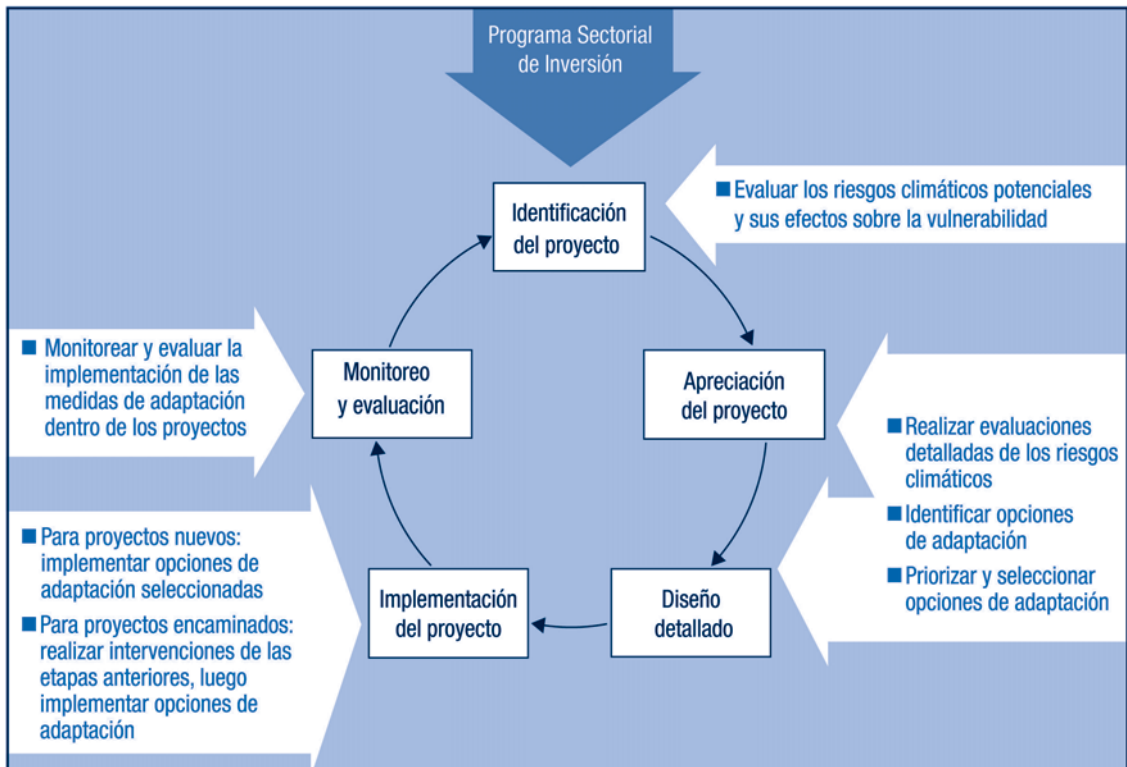 Programa Sectorial
de Inversión
Identificación
del proyecto
■ Evaluar los riesgos climáticos potenciales
y sus efectos sobre la vulnerabilidad
Apreciación
del proyecto
■ Realizar evaluaciones
detalladas de los riesgos
climáticos
■ Identificar opciones
de adaptación
■ Priorizar y seleccionar
opciones de adaptación
Diseño
detallado
Implementación
del proyecto
■ Para proyectos nuevos:
implementar opciones de
adaptación seleccionadas
■ Para proyectos encaminados:
realizar intervenciones de las
etapas anteriores, luego
implementar opciones de
adaptación
Monitoreo
y evaluación
■ Monitorear y evaluar la
implementación de las
medidas de adaptación
dentro de los proyectos